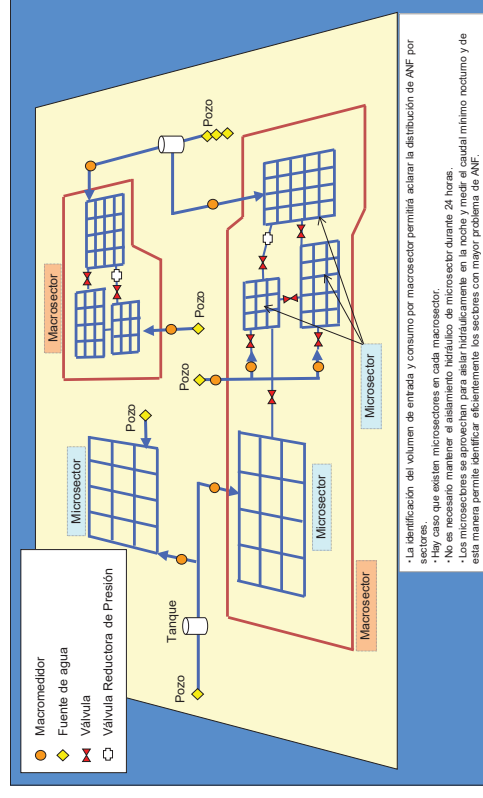 Macromedidor
Fuente de agua
Válvula
Válvula Reductora de Presión
Pozo
Tanque
Microsector
Pozo
Macrosector
Pozo
Pozo
Pozo
Microsector
Macrosector
Microsector
• La identificación del volumen de entrada y consumo por macrosector permitirá aclarar la distribución de ANF por
sectores.
• Hay caso que existen microsectores en cada macrosector.
• No es necesario mantener el aislamiento hidráulico de microsector durante 24 horas.
• Los microsectores se aprovechan para aislar hidráulicamente en la noche y medir el caudal mínimo nocturno y de
esta manera permite identificar eficientemente los sectores con mayor problema de ANF.